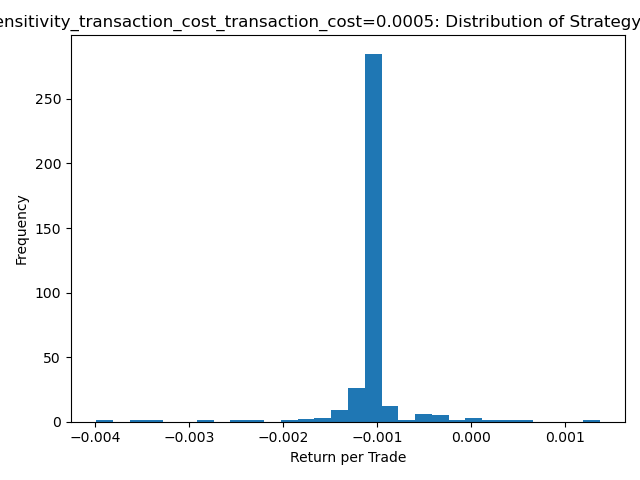 ensitivity_transaction_cost_transaction_cost=0.0005: Distribution of Strategy
Frequency
250
200
150
100
50
0
−0.004 −0.003 −0.002 −0.001 0.000 0.001
Return per Trade